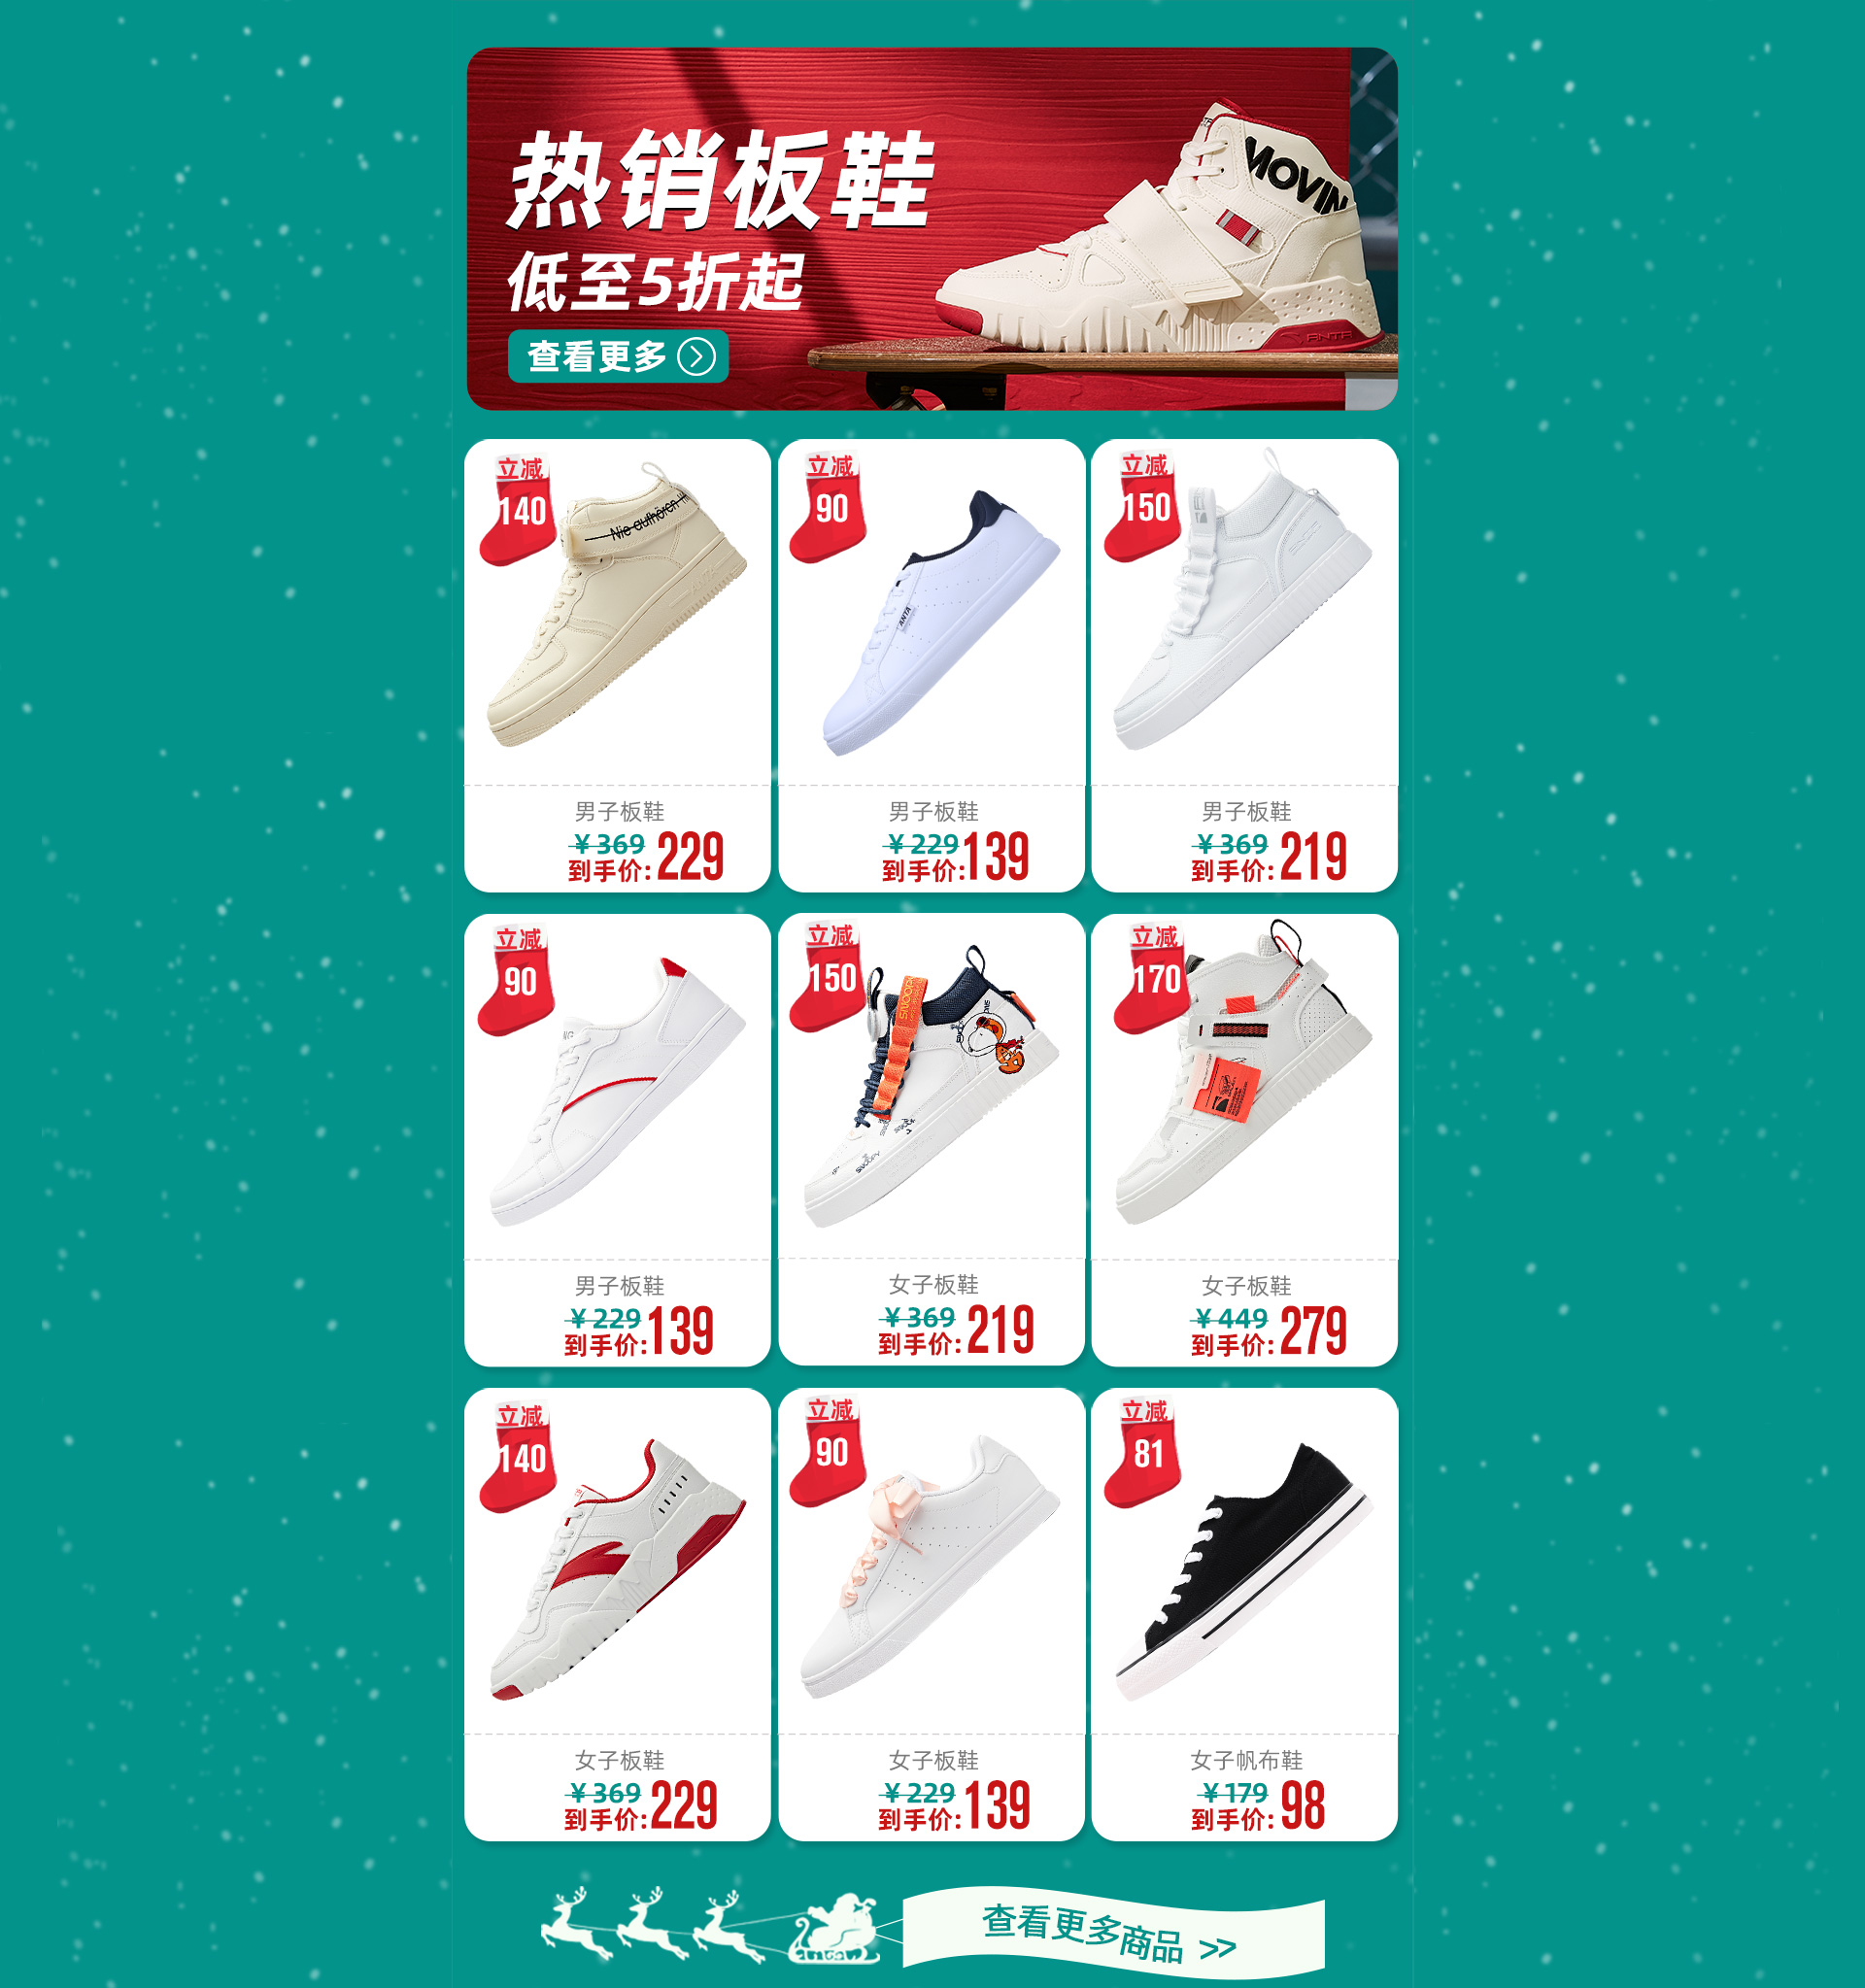 热销板鞋
低至5折起
查看更多
MOVIN
ANTA
立减
140
Nie aufhören
男子板鞋
¥369
到手价: 229
立减
90
ANTA
男子板鞋
¥229
到手价: 139
立减
150
男子板鞋
¥369
到手价: 219
立减
90
男子板鞋
¥229
到手价: 139
立减
150
SNOOPY
SNOOPY
女子板鞋
¥369
到手价: 219
立减
170
女子板鞋
¥449
到手价: 279
立减
140
女子板鞋
¥369
到手价: 229
立减
90
女子板鞋
¥229
到手价: 139
立减
81
女子帆布鞋
¥179
到手价: 98
查看更多商品 >>